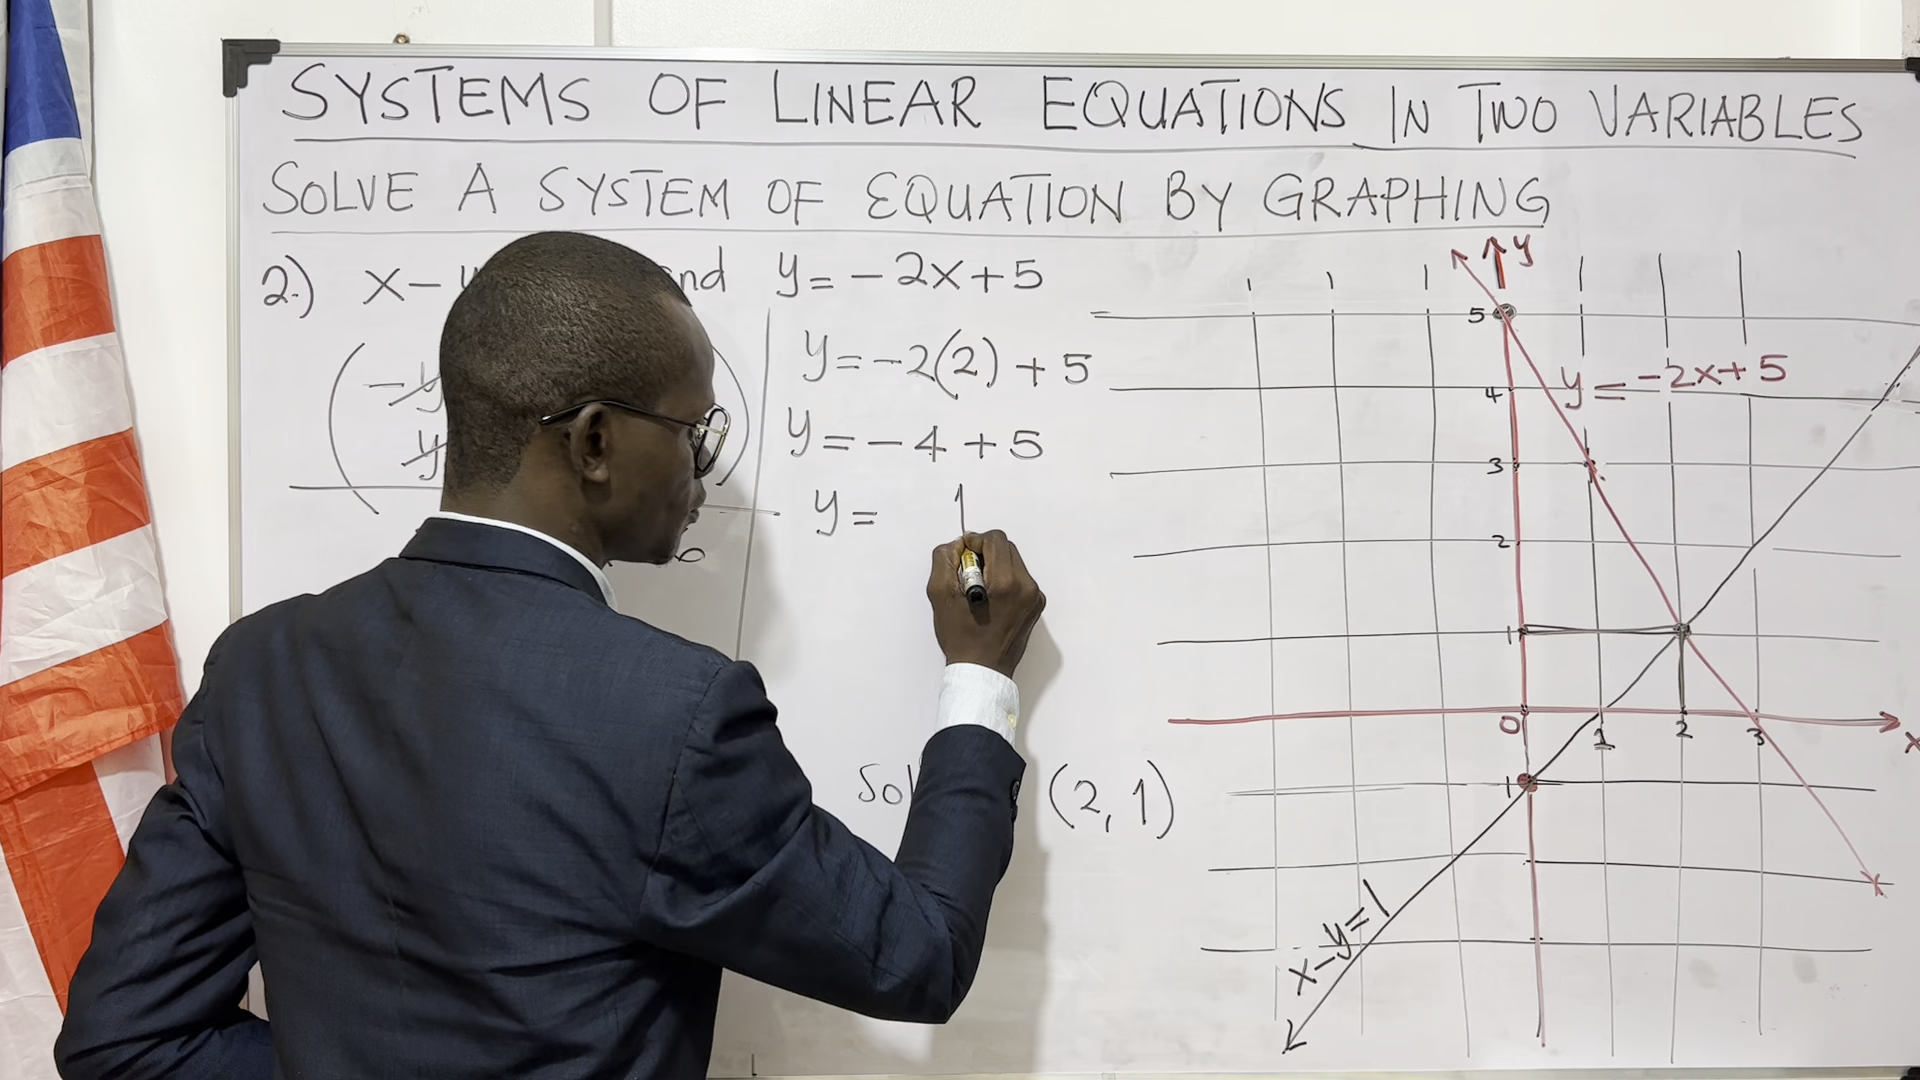 SYSTEMS OF LINEAR EQUATIONS IN TWO VARIABLES
SOLVE A SYSTEM OF EQUATION BY GRAPHING
2.) x- and y=-2x+5
-y
y
y=-2(2)+5
y=-4+5
y= 1
Sol (2,1)
y
5
y=-2x+5
4
3
2
1
0 1 2 3 x
1
x-y=1